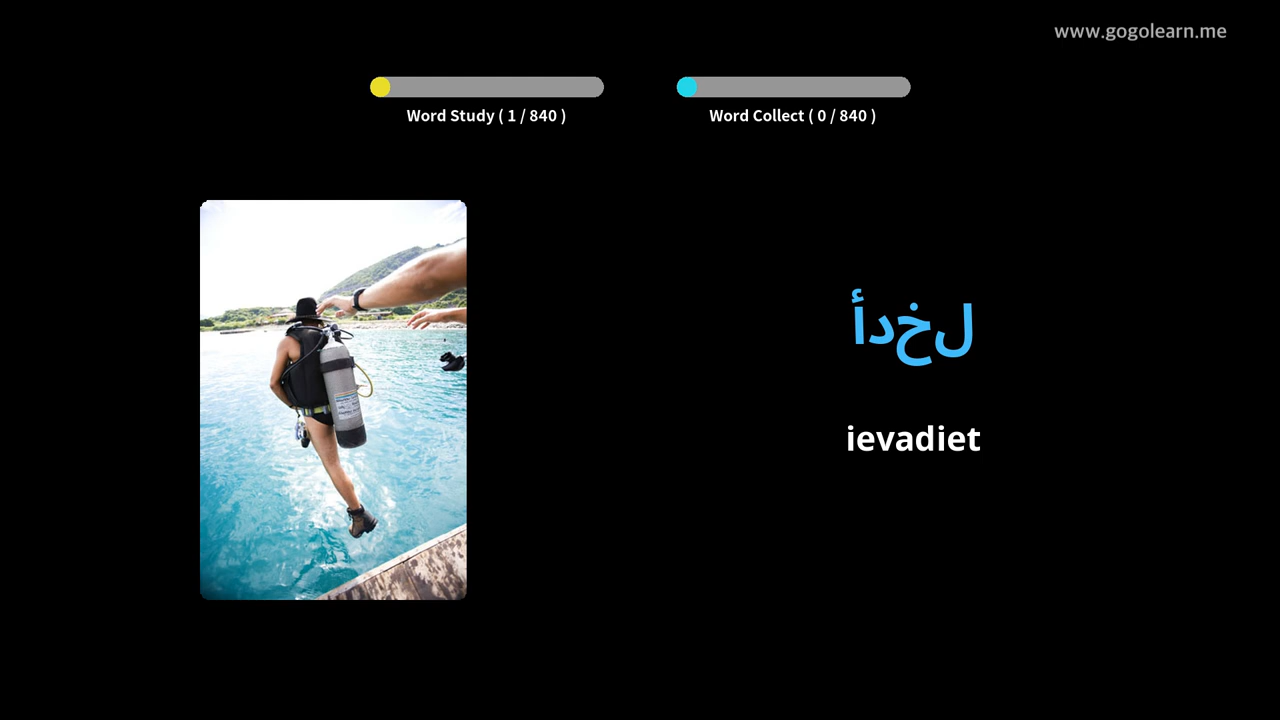 www.gogolearn.me
Word Study ( 1 / 840 )
Word Collect ( 0 / 840 )
أدخل
ievadiet